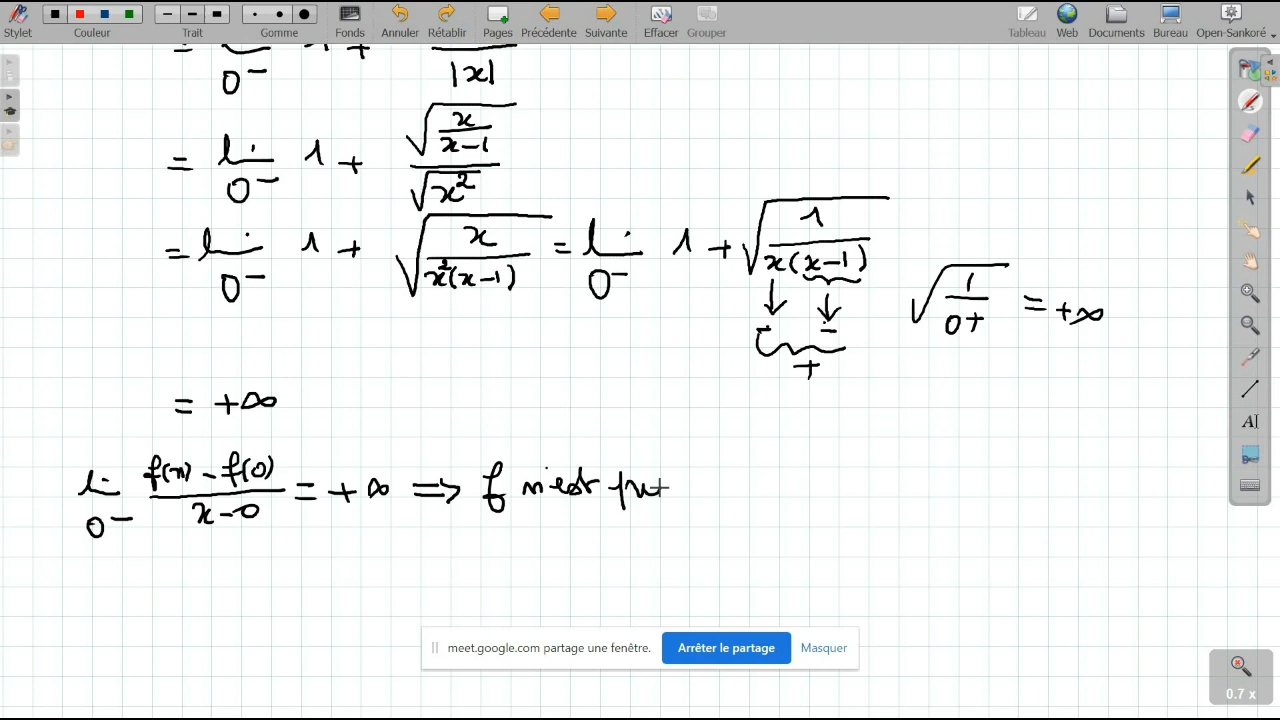 Stylet Couleur Trait Gomme Fonds Annuler Rétablir Pages Précédente Suivante Effacer Grouper Tableau Web Documents Bureau Open-Sankoré
= lim 0⁻ 1 + / |x|
= lim 0⁻ 1 + √(x/(x-1)) / √x²
= lim 0⁻ 1 + √(x/(x²(x-1))) = lim 0⁻ 1 + √(1/(x(x-1)))
↓ ↓ √(1/0+) = +∞
- -
+
= +∞
lim 0⁻ (f(x) - f(0))/(x-0) = +∞ ⟹ f n'est
meet.google.com partage une fenêtre. Arrêter le partage Masquer
0.7 x